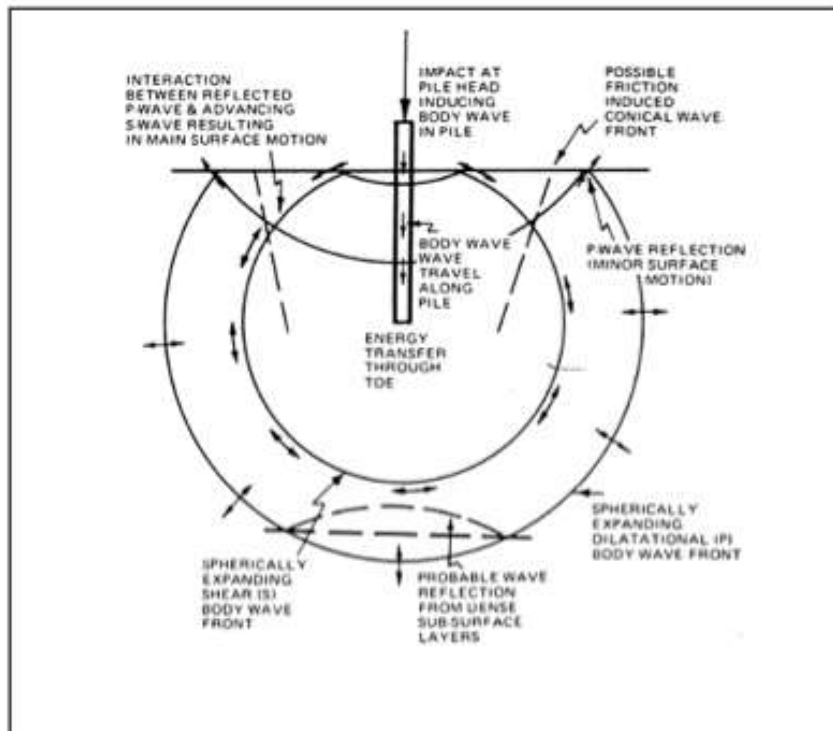 INTERACTION
BETWEEN REFLECTED
P-WAVE & ADVANCING
S-WAVE RESULTING
IN MAIN SURFACE MOTION
IMPACT AT
PILE HEAD
INDUCING
BODY WAVE
IN PILE
POSSIBLE
FRICTION
INDUCED
CONICAL WAVE
FRONT
BODY WAVE
WAVE
TRAVEL
ALONG
PILE
P-WAVE REFLECTION
(MINOR SURFACE
MOTION)
ENERGY
TRANSFER
THROUGH
TOE
SPHERICALLY
EXPANDING
SHEAR (S)
BODY WAVE
FRONT
PROBABLE WAVE
REFLECTION
FROM DENSE
SUB-SURFACE
LAYERS
SPHERICALLY
EXPANDING
DILATATIONAL (P)
BODY WAVE FRONT